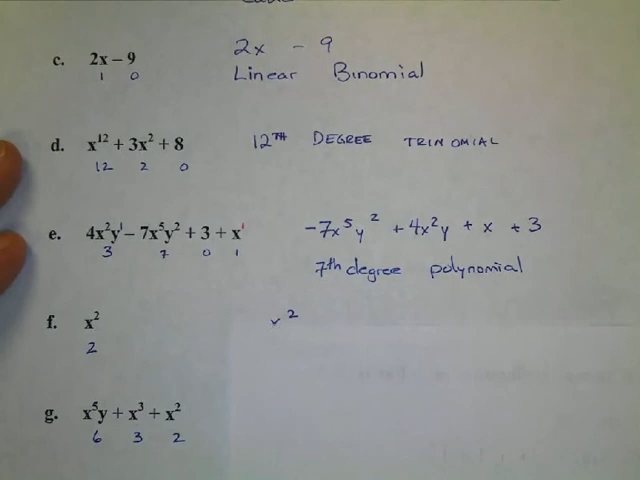 c. 2x – 9 2x - 9
1 0 Linear Binomial
d. x¹² + 3x² + 8 12TH DEGREE TRINOMIAL
12 2 0
e. 4x²y¹ – 7x⁵y² + 3 + x¹ -7x⁵y² + 4x²y + x + 3
3 7 0 1 7th degree polynomial
f. x² x²
2
g. x⁵y + x³ + x²
6 3 2